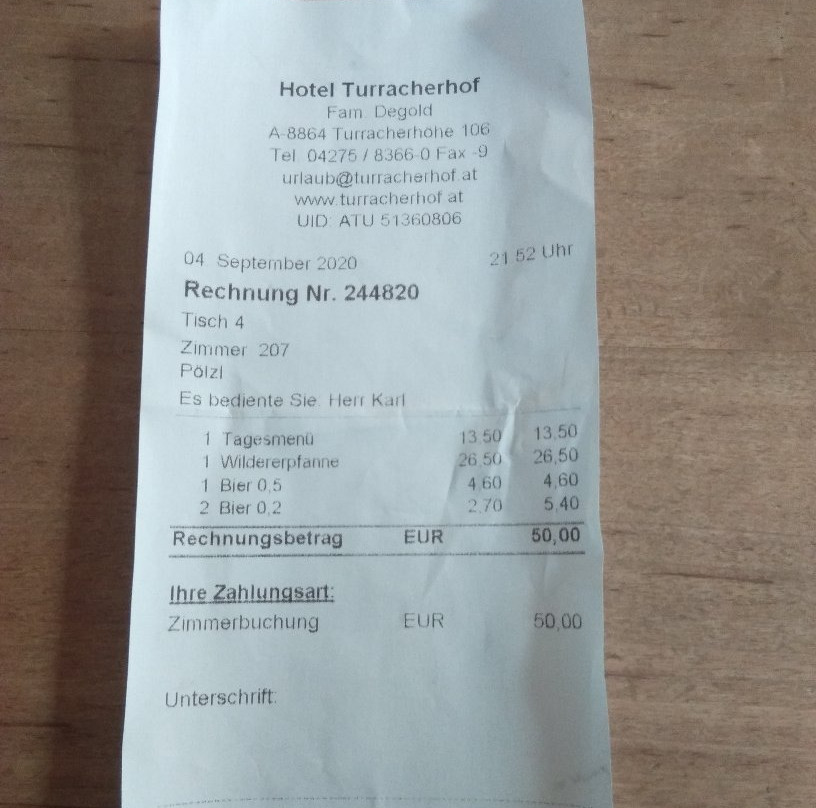 Hotel Turracherhof
Fam. Degold
A-8864 Turracherhöhe 106
Tel. 04275 / 8366-0 Fax -9
urlaub@turracherhof.at
www.turracherhof.at
UID: ATU 51360806
04. September 2020 21:52 Uhr
Rechnung Nr. 244820
Tisch 4
Zimmer 207
Pölzl
Es bediente Sie: Herr Karl
1 Tagesmenü 13,50 13,50
1 Wildererpfanne 26,50 26,50
1 Bier 0,5 4,60 4,60
2 Bier 0,2 2,70 5,40
Rechnungsbetrag EUR 50,00
Ihre Zahlungsart:
Zimmerbuchung EUR 50,00
Unterschrift: